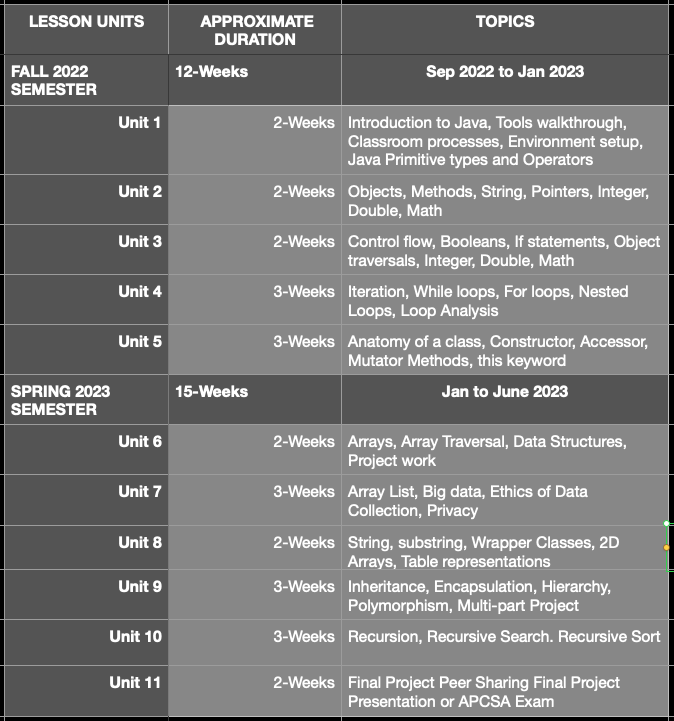 LESSON UNITS
APPROXIMATE
DURATION
TOPICS
FALL 2022
SEMESTER
12-Weeks
Sep 2022 to Jan 2023
Unit 1
2-Weeks
Introduction to Java, Tools walkthrough,
Classroom processes, Environment setup,
Java Primitive types and Operators
Unit 2
2-Weeks
Objects, Methods, String, Pointers, Integer,
Double, Math
Unit 3
2-Weeks
Control flow, Booleans, If statements, Object
traversals, Integer, Double, Math
Unit 4
3-Weeks
Iteration, While loops, For loops, Nested
Loops, Loop Analysis
Unit 5
3-Weeks
Anatomy of a class, Constructor, Accessor,
Mutator Methods, this keyword
SPRING 2023
SEMESTER
15-Weeks
Jan to June 2023
Unit 6
2-Weeks
Arrays, Array Traversal, Data Structures,
Project work
Unit 7
3-Weeks
Array List, Big data, Ethics of Data
Collection, Privacy
Unit 8
2-Weeks
String, substring, Wrapper Classes, 2D
Arrays, Table representations
Unit 9
3-Weeks
Inheritance, Encapsulation, Hierarchy,
Polymorphism, Multi-part Project
Unit 10
3-Weeks
Recursion, Recursive Search. Recursive Sort
Unit 11
2-Weeks
Final Project Peer Sharing Final Project
Presentation or APCSA Exam